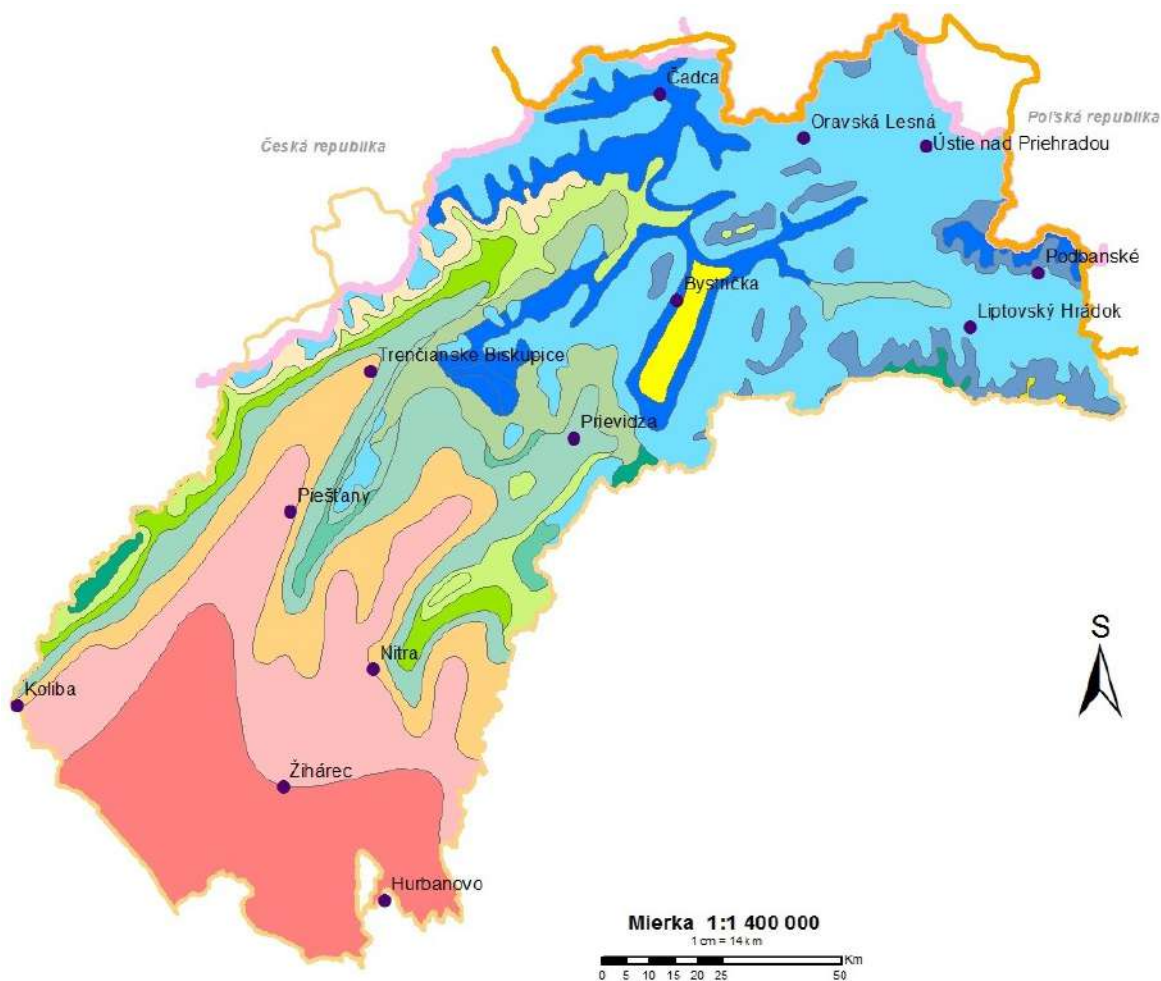 Čadca
Oravská Lesná
Poľská republika
Česká republika
Ústie nad Priehradou
Podbanské
Bystrička
Liptovský Hrádok
Trenčianske Biskupice
Prievidza
Piešťany
S
Nitra
Koliba
Žihárec
Hurbanovo
Mierka 1:1 400 000
1 cm = 14 km
Km
0 5 10 15 20 25 50